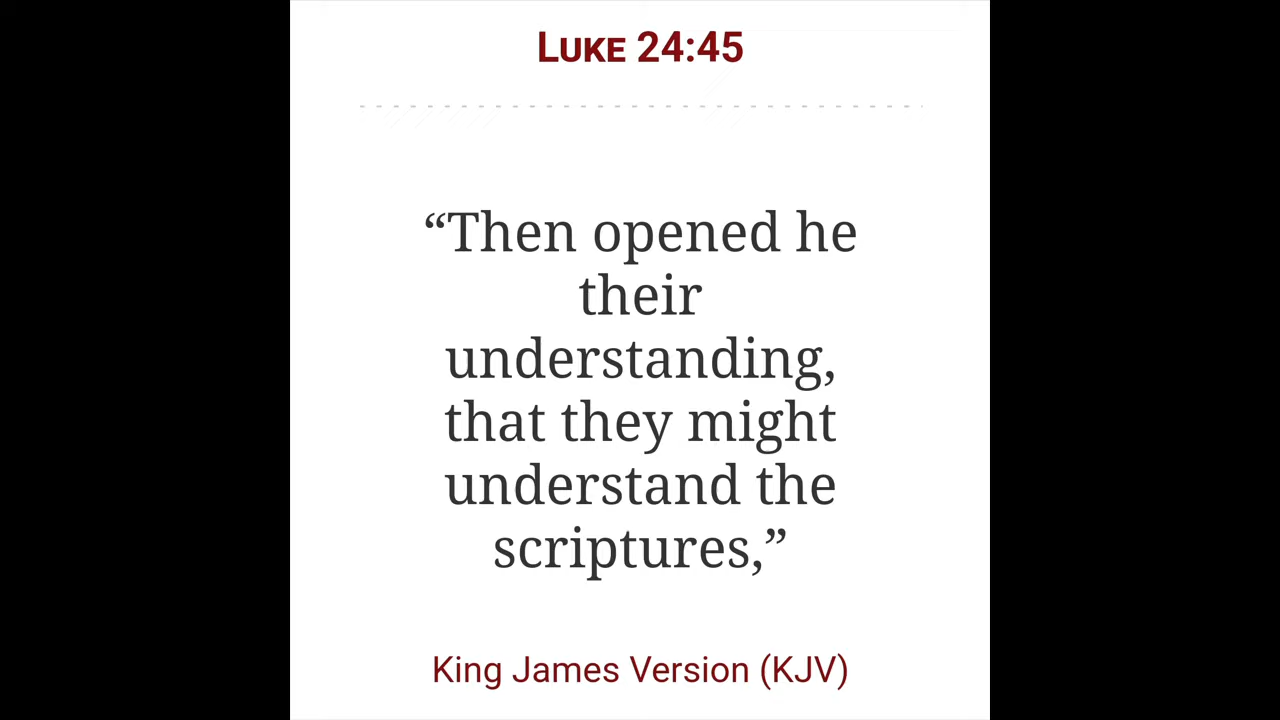 Luke 24:45
“Then opened he
their
understanding,
that they might
understand the
scriptures,”
King James Version (KJV)